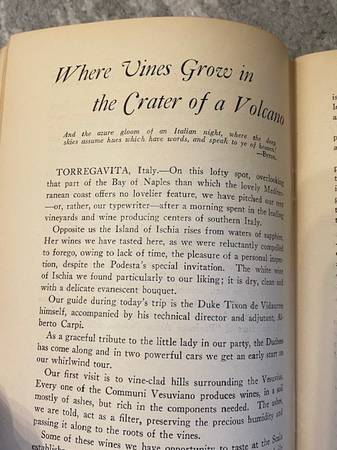 Where Vines Grow in
the Crater of a Volcano
And the azure gloom of an Italian night, where the deep
skies assume hues which have words, and speak to ye of heaven!
—Byron.
TORREGAVITA, Italy.—On this lofty spot, overlooking
that part of the Bay of Naples than which the lovely Mediter-
ranean coast offers no lovelier feature, we have pitched our tent
—or, rather, our typewriter—after a morning spent in the leading
vineyards and wine producing centers of southern Italy.
Opposite us the Island of Ischia rises from waters of sapphire.
Her wines we have tasted here, as we were reluctantly compelled
to forego, owing to lack of time, the pleasure of a personal inspec-
tion, despite the Podesta's special invitation. The white wine
of Ischia we found particularly to our liking; it is dry, clean and
with a delicate evanescent bouquet.
Our guide during today's trip is the Duke Tixon de Vidaurren
himself, accompanied by his technical director and adjutant, Al-
berto Carpi.
As a graceful tribute to the little lady in our party, the Duchess
has come along and in two powerful cars we get an early start on
our whirlwind tour.
Our first visit is to vine-clad hills surrounding the Vesuvius.
Every one of the Communi Vesuviano produces wines, in a soil
mostly of ashes, but rich in the components needed. The ashes,
we are told, act as a filter, preserving the precious humidity and
passing it along to the roots of the vines.
Some of these wines we have opportunity to taste at the Scala